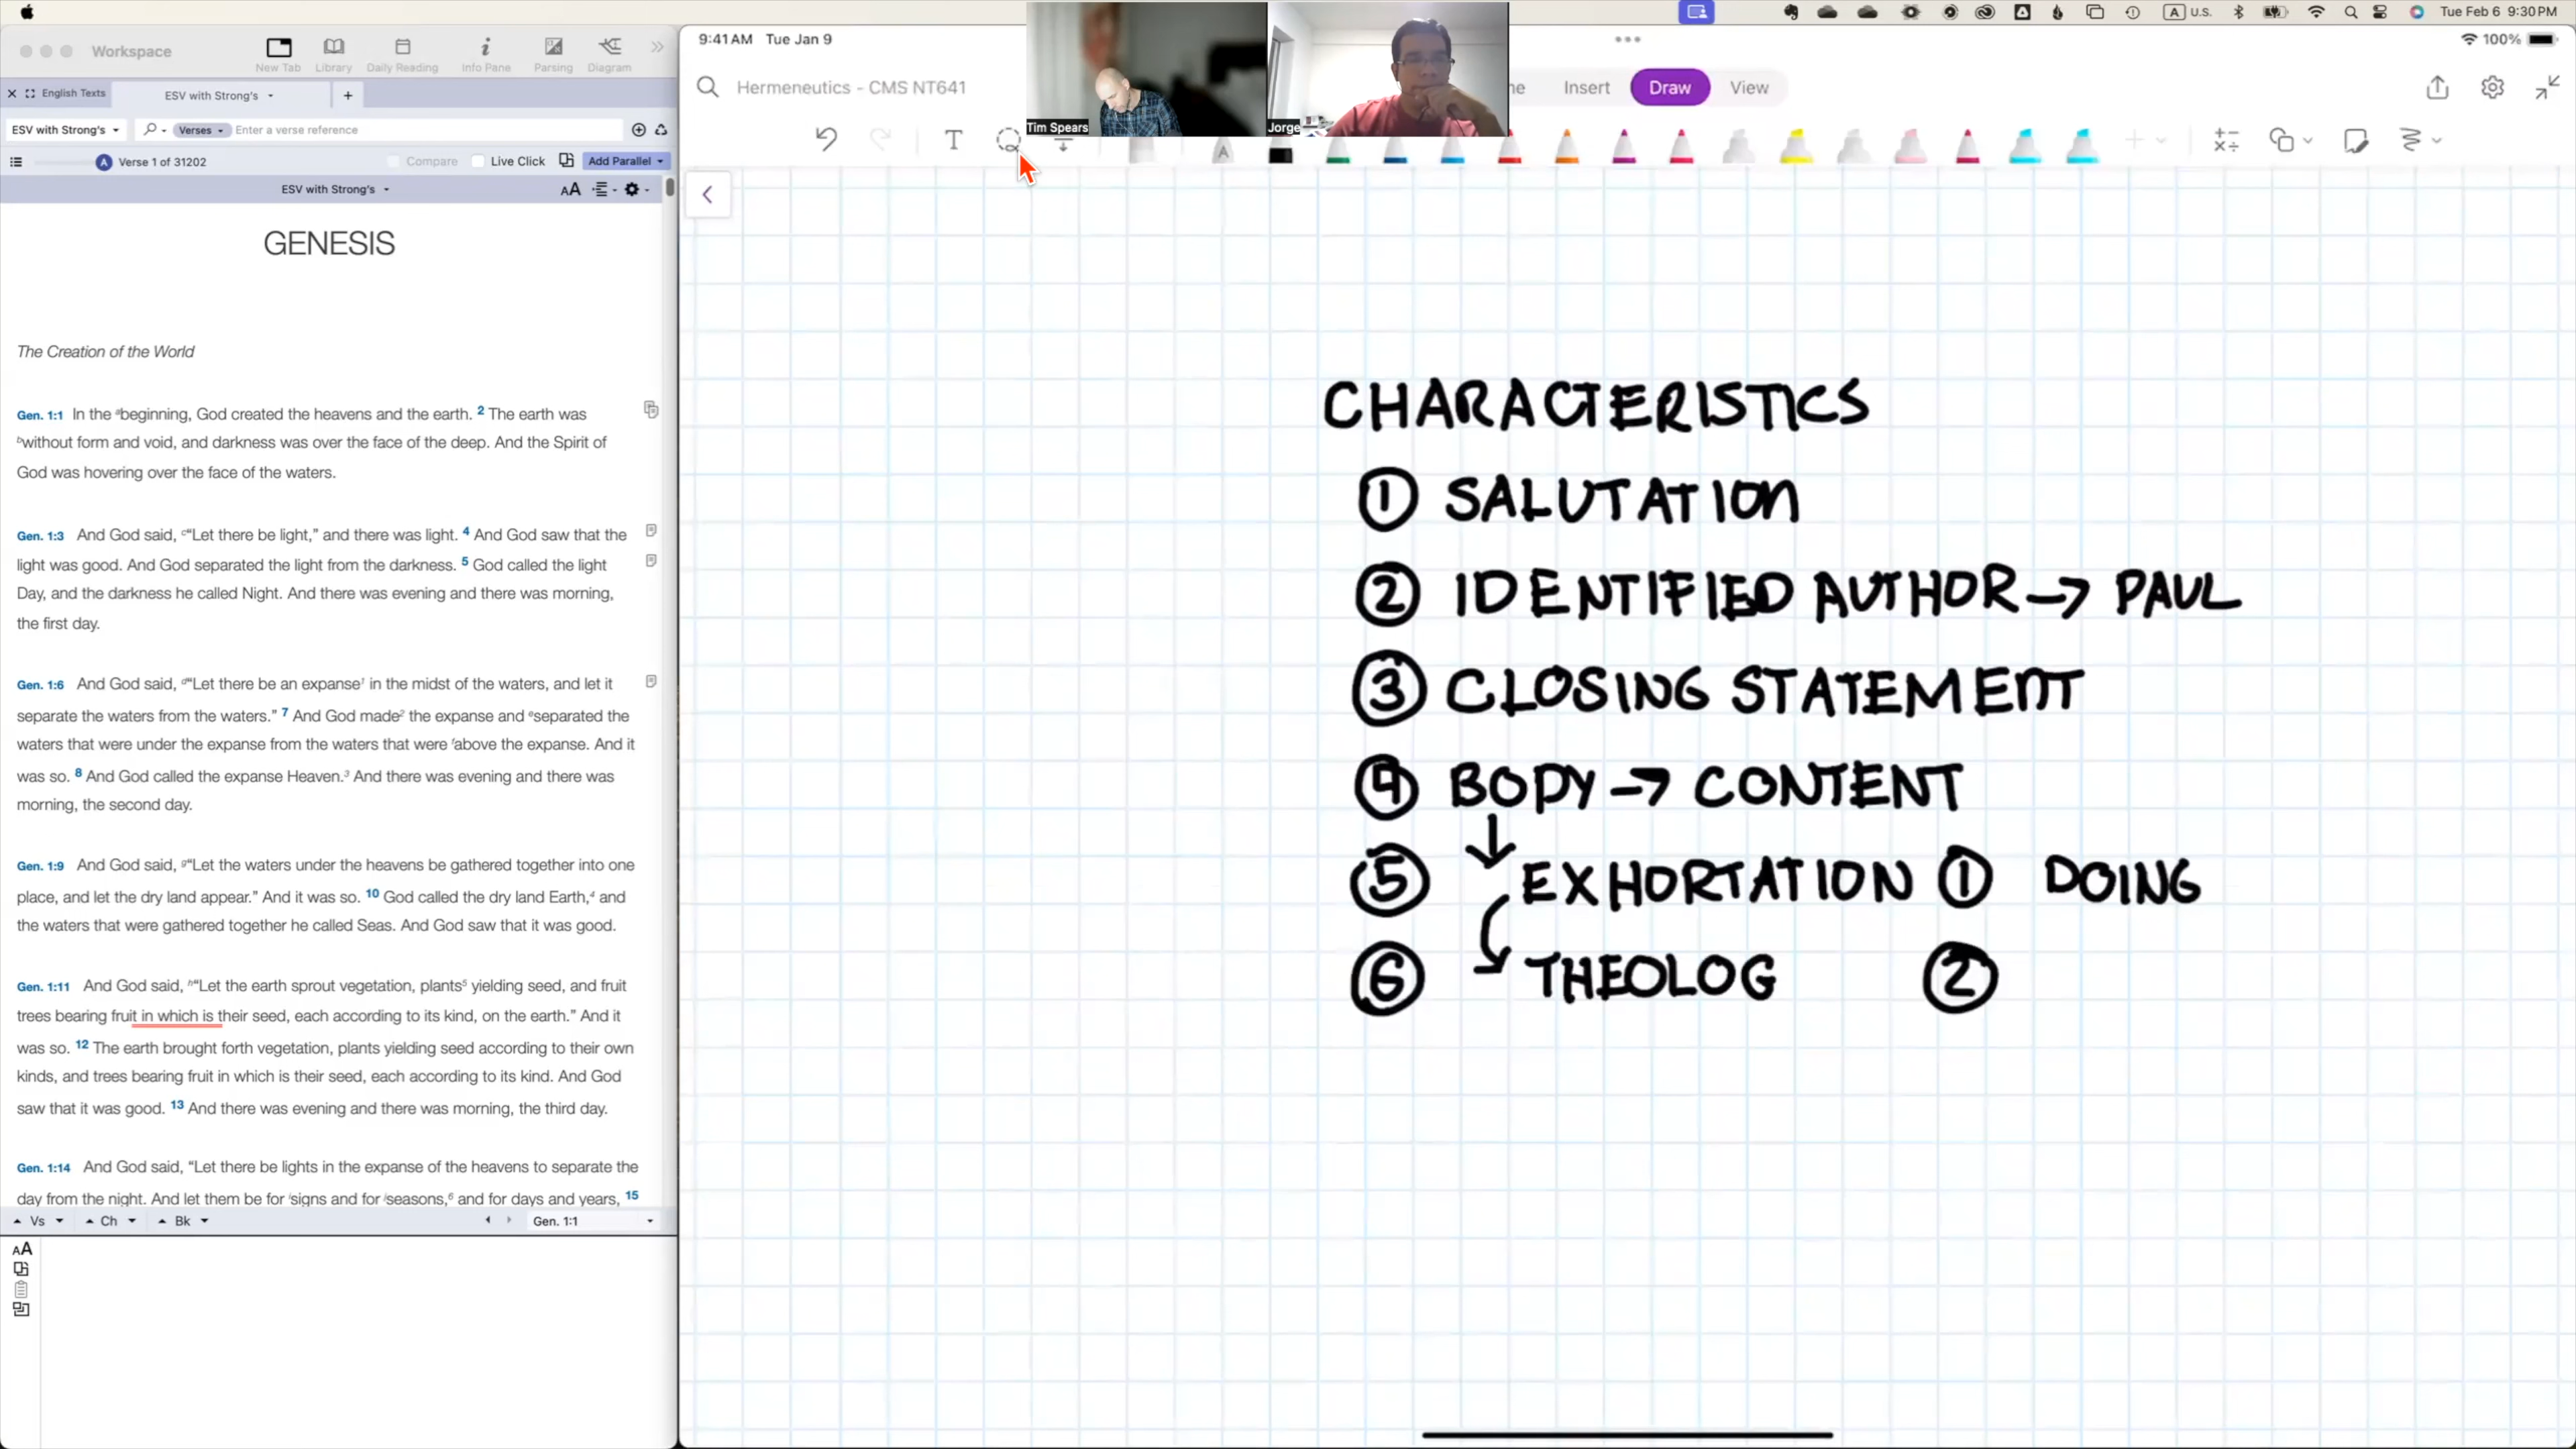 Tue Feb 6 9:30 PM
U.S.
Workspace
New Tab Library Daily Reading Info Pane Parsing Diagram
English Texts ESV with Strong's
ESV with Strong's Verses Enter a verse reference
Verse 1 of 31202 Compare Live Click Add Parallel
ESV with Strong's
GENESIS
The Creation of the World
Gen. 1:1 In the ᵃbeginning, God created the heavens and the earth. 2 The earth was
ᵇwithout form and void, and darkness was over the face of the deep. And the Spirit of
God was hovering over the face of the waters.
Gen. 1:3 And God said, ᶜ“Let there be light,” and there was light. 4 And God saw that the
light was good. And God separated the light from the darkness. 5 God called the light
Day, and the darkness he called Night. And there was evening and there was morning,
the first day.
Gen. 1:6 And God said, ᵈ“Let there be an expanse¹ in the midst of the waters, and let it
separate the waters from the waters.” 7 And God made² the expanse and ᵉseparated the
waters that were under the expanse from the waters that were ᶠabove the expanse. And it
was so. 8 And God called the expanse Heaven.³ And there was evening and there was
morning, the second day.
Gen. 1:9 And God said, ᵍ“Let the waters under the heavens be gathered together into one
place, and let the dry land appear.” And it was so. 10 God called the dry land Earth,⁴ and
the waters that were gathered together he called Seas. And God saw that it was good.
Gen. 1:11 And God said, ʰ“Let the earth sprout vegetation, plants⁵ yielding seed, and fruit
trees bearing fruit in which is their seed, each according to its kind, on the earth.” And it
was so. 12 The earth brought forth vegetation, plants yielding seed according to their own
kinds, and trees bearing fruit in which is their seed, each according to its kind. And God
saw that it was good. 13 And there was evening and there was morning, the third day.
Gen. 1:14 And God said, “Let there be lights in the expanse of the heavens to separate the
day from the night. And let them be for ⁱsigns and for ʲseasons,⁶ and for days and years, 15
Vs Ch Bk Gen. 1:1
9:41 AM Tue Jan 9
100%
Hermeneutics - CMS NT641
Insert Draw View
Tim Spears
Jorge
CHARACTERISTICS
① SALUTATION
② IDENTIFIED AUTHOR → PAUL
③ CLOSING STATEMENT
④ BODY → CONTENT
↓
⑤ EXHORTATION ① DOING
⑥ THEOLOG ②